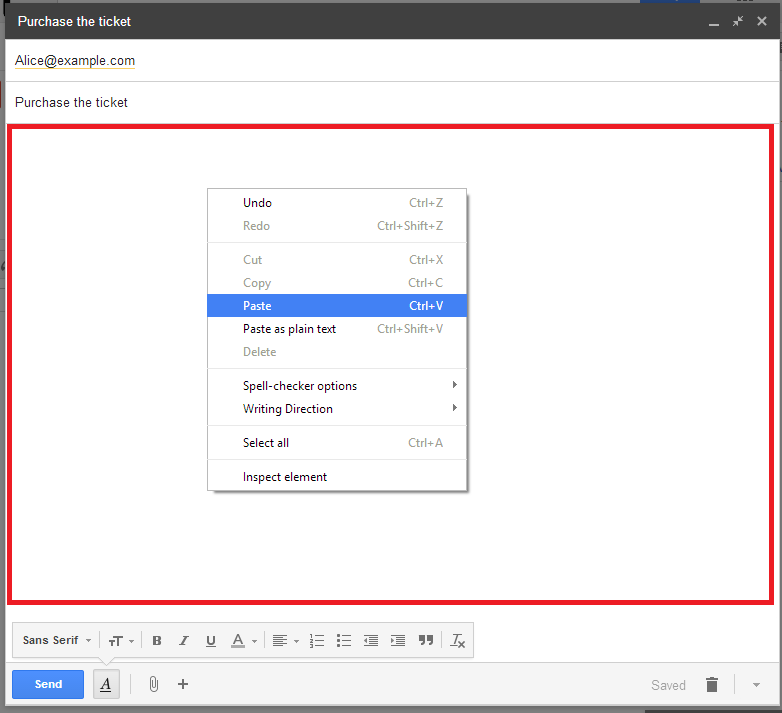 Purchase the ticket
Alice@example.com
Purchase the ticket
Undo Ctrl+Z
Redo Ctrl+Shift+Z
Cut Ctrl+X
Copy Ctrl+C
Paste Ctrl+V
Paste as plain text Ctrl+Shift+V
Delete
Spell-checker options
Writing Direction
Select all Ctrl+A
Inspect element
Sans Serif TT B I U A
Send A Saved